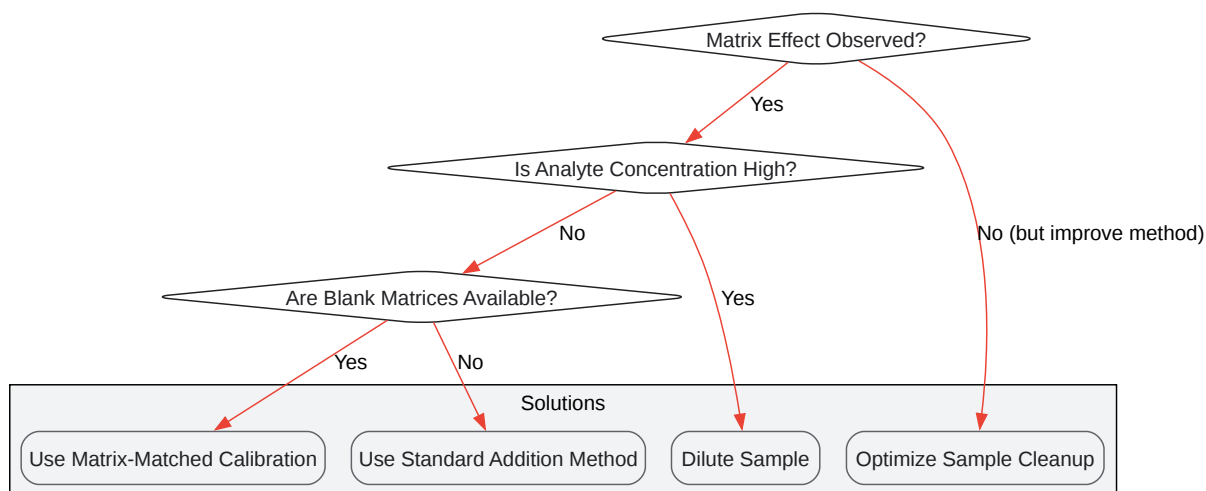 Matrix Effect Observed?
Yes
Is Analyte Concentration High?
No
No (but improve method)
Are Blank Matrices Available?
Yes
Yes
No
Solutions
Use Matrix-Matched Calibration
Use Standard Addition Method
Dilute Sample
Optimize Sample Cleanup